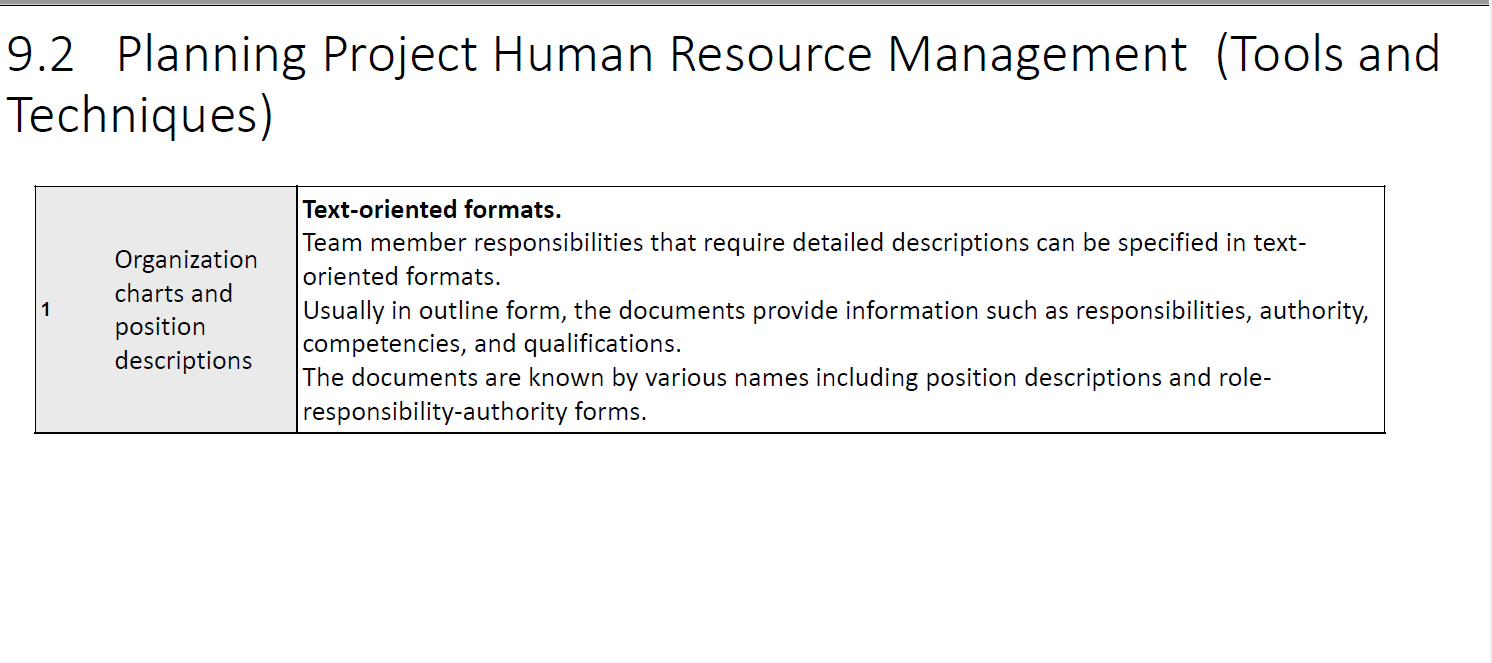 9.2 Planning Project Human Resource Management (Tools and
Techniques)
1
Organization
charts and
position
descriptions
Text-oriented formats.
Team member responsibilities that require detailed descriptions can be specified in text-
oriented formats.
Usually in outline form, the documents provide information such as responsibilities, authority,
competencies, and qualifications.
The documents are known by various names including position descriptions and role-
responsibility-authority forms.